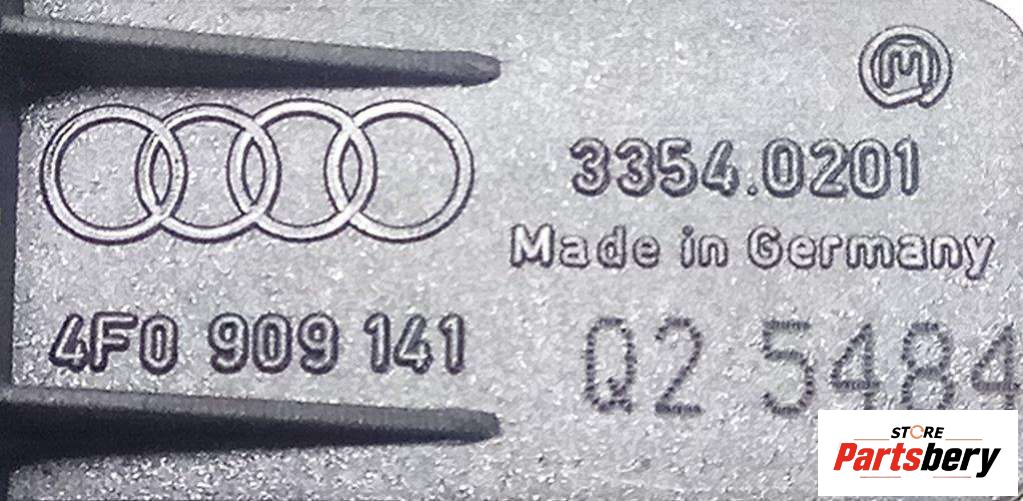 M
3354.0201
Made in Germany
4F0 909 141
Q2 5484
STORE
Partsbery